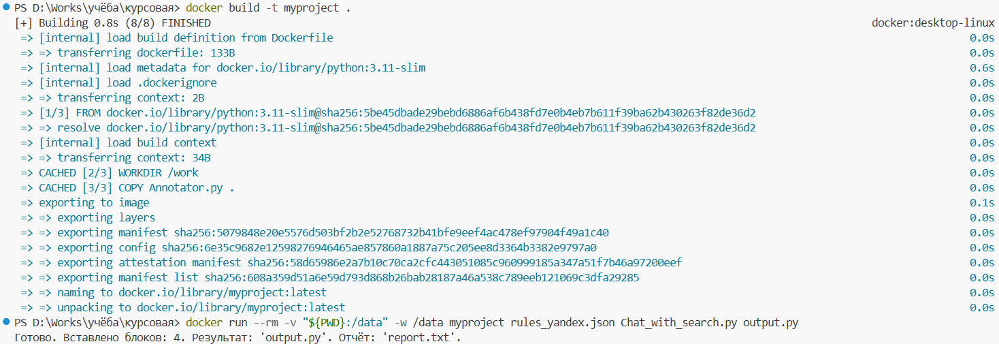 PS D:\Works\учёба\курсовая> docker build -t myproject .
[+] Building 0.8s (8/8) FINISHED docker:desktop-linux
=> [internal] load build definition from Dockerfile 0.0s
=> => transferring dockerfile: 133B 0.0s
=> [internal] load metadata for docker.io/library/python:3.11-slim 0.6s
=> [internal] load .dockerignore 0.0s
=> => transferring context: 2B 0.0s
=> [1/3] FROM docker.io/library/python:3.11-slim@sha256:5be45dbade29bebd6886af6b438fd7e0b4eb7b611f39ba62b430263f82de36d2 0.0s
=> => resolve docker.io/library/python:3.11-slim@sha256:5be45dbade29bebd6886af6b438fd7e0b4eb7b611f39ba62b430263f82de36d2 0.0s
=> [internal] load build context 0.0s
=> => transferring context: 34B 0.0s
=> CACHED [2/3] WORKDIR /work 0.0s
=> CACHED [3/3] COPY Annotator.py . 0.0s
=> exporting to image 0.1s
=> => exporting layers 0.0s
=> => exporting manifest sha256:5079848e20e5576d503bf2b2e52768732b41bfe9eef4ac478ef97904f49a1c40 0.0s
=> => exporting config sha256:6e35c9682e12598276946465ae857860a1887a75c205ee8d3364b3382e9797a0 0.0s
=> => exporting attestation manifest sha256:58d65986e2a7b10c70ca2cfc443051085c960999185a347a51f7b46a97200eef 0.0s
=> => exporting manifest list sha256:608a359d51a6e59d793d868b26bab28187a46a538c789eeb121069c3dfa29285 0.0s
=> => naming to docker.io/library/myproject:latest 0.0s
=> => unpacking to docker.io/library/myproject:latest 0.0s
PS D:\Works\учёба\курсовая> docker run --rm -v "${PWD}:/data" -w /data myproject rules_yandex.json Chat_with_search.py output.py
Готово. Вставлено блоков: 4. Результат: 'output.py'. Отчёт: 'report.txt'.